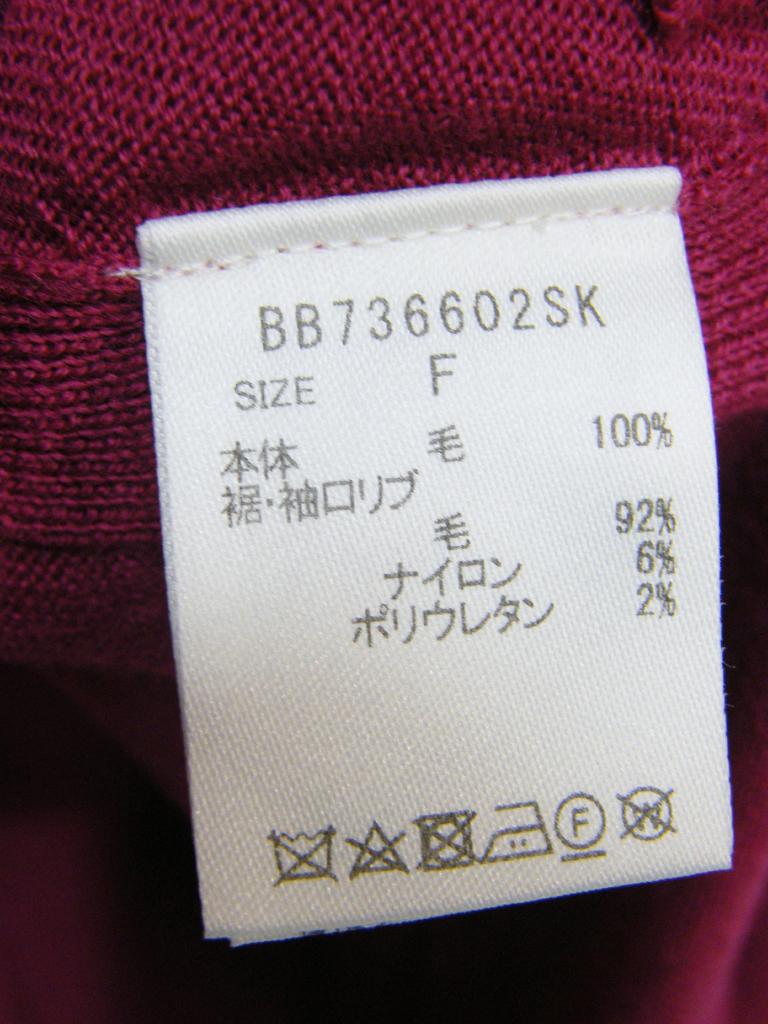 BB736602SK
SIZE F
本体 毛 100%
裾・袖口リブ
毛 92%
ナイロン 6%
ポリウレタン 2%
F
W